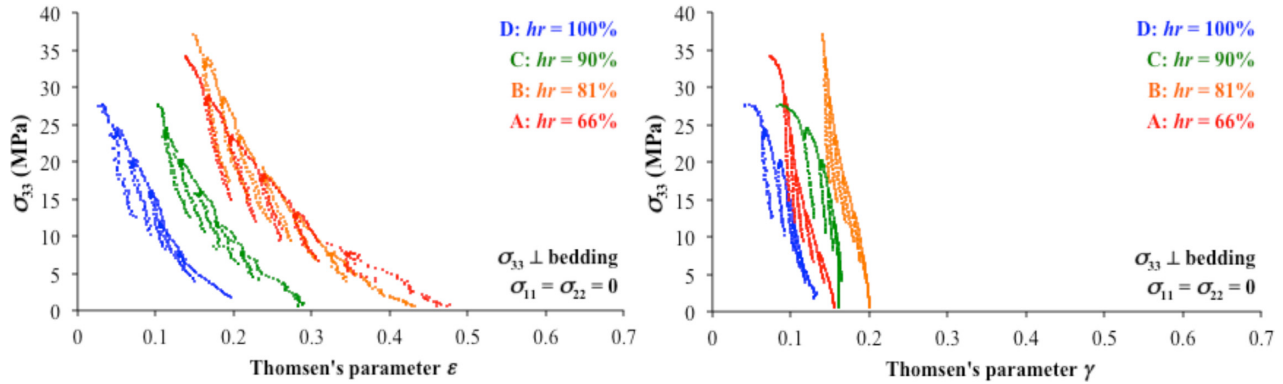 40
35
30
25
20
15
10
5
0
σ33 (MPa)
D: hr = 100%
C: hr = 90%
B: hr = 81%
A: hr = 66%
σ33 ⊥ bedding
σ11 = σ22 = 0
0 0.1 0.2 0.3 0.4 0.5 0.6 0.7
Thomsen's parameter ε
40
35
30
25
20
15
10
5
0
σ33 (MPa)
D: hr = 100%
C: hr = 90%
B: hr = 81%
A: hr = 66%
σ33 ⊥ bedding
σ11 = σ22 = 0
0 0.1 0.2 0.3 0.4 0.5 0.6 0.7
Thomsen's parameter γ